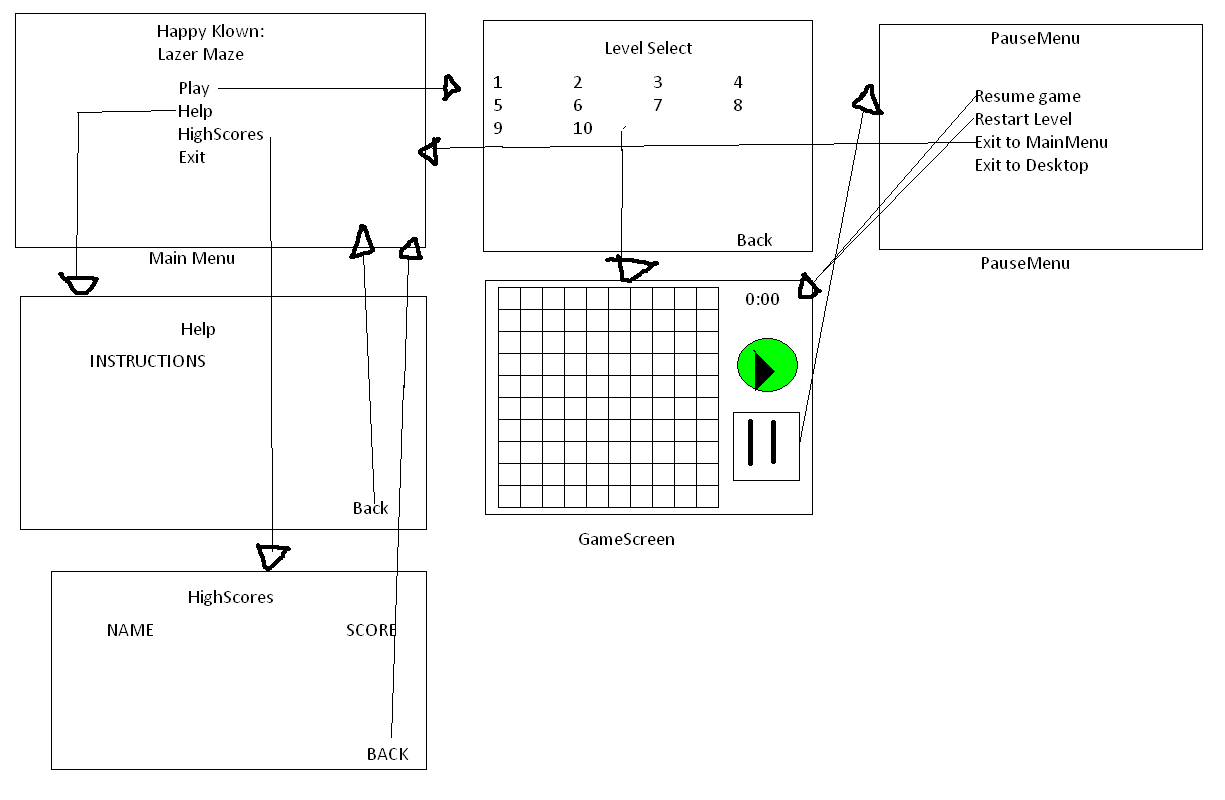 Happy Klown:
Lazer Maze
Play
Help
HighScores
Exit
Main Menu
Level Select
1 2 3 4
5 6 7 8
9 10
Back
PauseMenu
Resume game
Restart Level
Exit to MainMenu
Exit to Desktop
PauseMenu
Help
INSTRUCTIONS
Back
0:00
GameScreen
HighScores
NAME SCORE
BACK